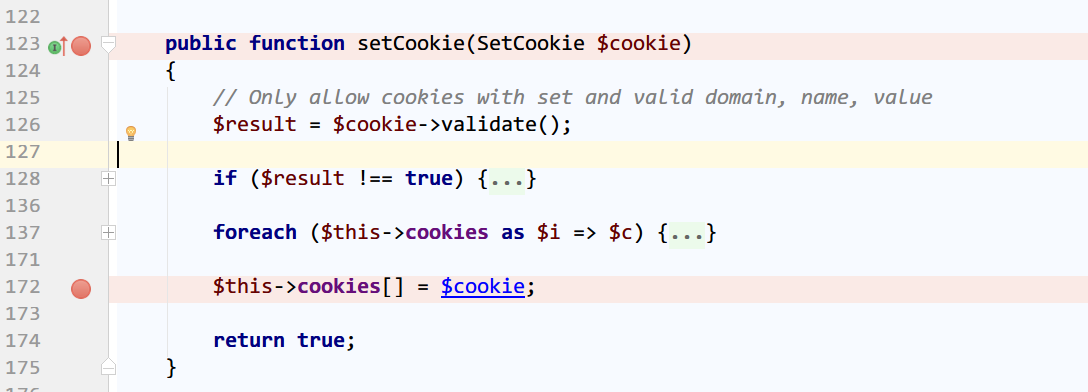 122
123 public function setCookie(SetCookie $cookie)
124 {
125 // Only allow cookies with set and valid domain, name, value
126 $result = $cookie->validate();
127
128 if ($result !== true) {...}
136
137 foreach ($this->cookies as $i => $c) {...}
171
172 $this->cookies[] = $cookie;
173
174 return true;
175 }